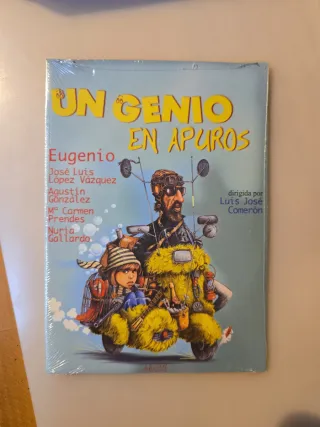 UN GENIO
EN APUROS
Eugenio
José Luis
López Vázquez
Agustín
González
Mª Carmen
Prendes
Nuria
Gallardo
dirigida por
Luis José
Comerón